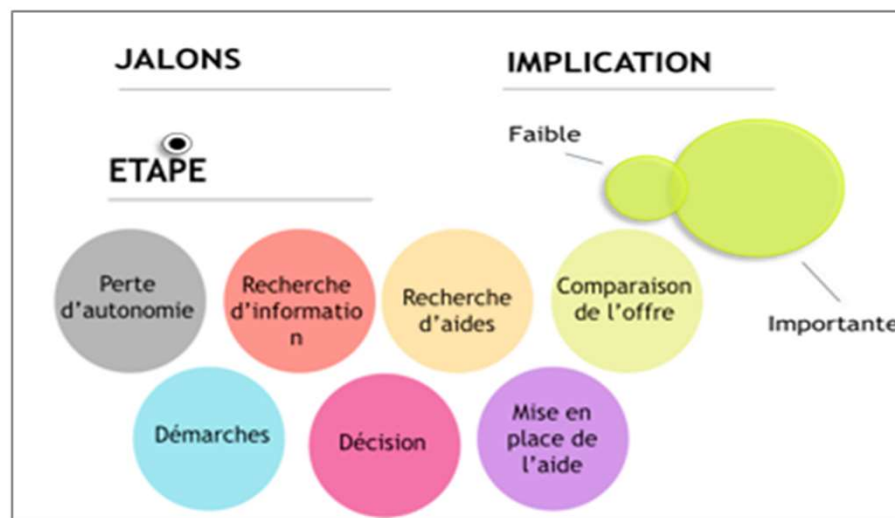 JALONS
IMPLICATION
Faible
ETAPE
Perte
d'autonomie
Recherche
d'informatio
n
Recherche
d'aides
Comparaison
de l'offre
Importante
Démarches
Décision
Mise en
place de
l'aide